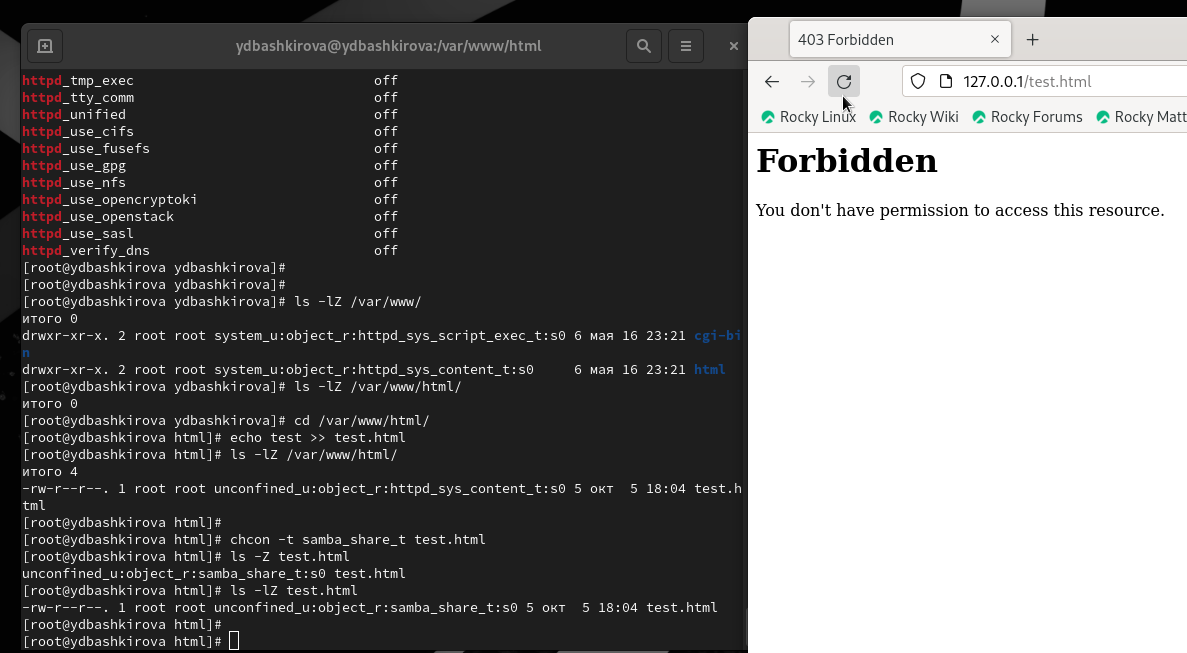 ydbashkirova@ydbashkirova:/var/www/html
httpd_tmp_exec                 off
httpd_tty_comm                 off
httpd_unified                  off
httpd_use_cifs                 off
httpd_use_fusefs               off
httpd_use_gpg                  off
httpd_use_nfs                  off
httpd_use_opencryptoki         off
httpd_use_openstack            off
httpd_use_sasl                 off
httpd_verify_dns               off
[root@ydbashkirova ydbashkirova]#
[root@ydbashkirova ydbashkirova]#
[root@ydbashkirova ydbashkirova]# ls -lZ /var/www/
итого 0
drwxr-xr-x. 2 root root system_u:object_r:httpd_sys_script_exec_t:s0 6 мая 16 23:21 cgi-bi
n
drwxr-xr-x. 2 root root system_u:object_r:httpd_sys_content_t:s0     6 мая 16 23:21 html
[root@ydbashkirova ydbashkirova]# ls -lZ /var/www/html/
итого 0
[root@ydbashkirova ydbashkirova]# cd /var/www/html/
[root@ydbashkirova html]# echo test >> test.html
[root@ydbashkirova html]# ls -lZ /var/www/html/
итого 4
-rw-r--r--. 1 root root unconfined_u:object_r:httpd_sys_content_t:s0 5 окт  5 18:04 test.h
tml
[root@ydbashkirova html]#
[root@ydbashkirova html]# chcon -t samba_share_t test.html
[root@ydbashkirova html]# ls -Z test.html
unconfined_u:object_r:samba_share_t:s0 test.html
[root@ydbashkirova html]# ls -lZ test.html
-rw-r--r--. 1 root root unconfined_u:object_r:samba_share_t:s0 5 окт  5 18:04 test.html
[root@ydbashkirova html]#
[root@ydbashkirova html]#
403 Forbidden
127.0.0.1/test.html
Rocky Linux Rocky Wiki Rocky Forums Rocky Matt
Forbidden
You don't have permission to access this resource.